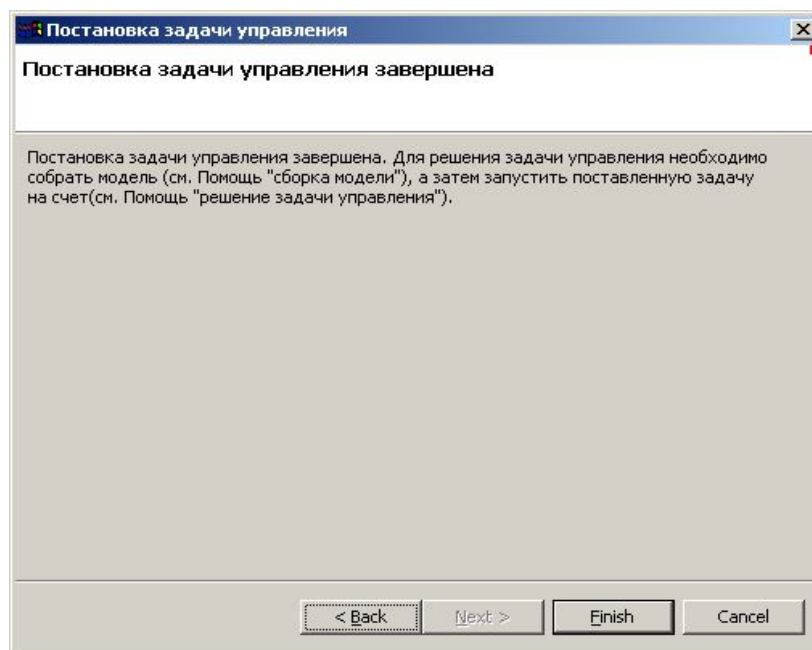 Постановка задачи управления
Постановка задачи управления завершена
Постановка задачи управления завершена. Для решения задачи управления необходимо
собрать модель (см. Помощь "сборка модели"), а затем запустить поставленную задачу
на счет(см. Помощь "решение задачи управления").
< Back Next > Finish Cancel